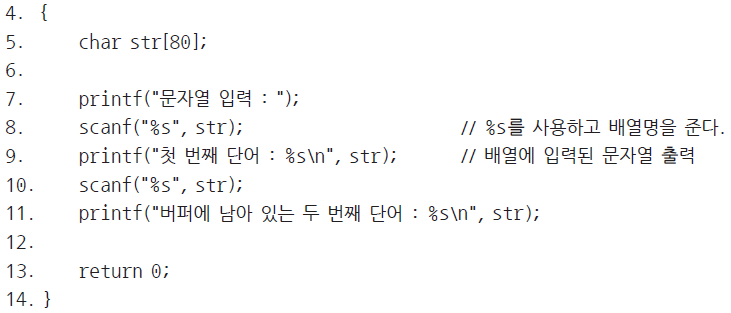 4. {
5.     char str[80];
6.
7.     printf("문자열 입력 : ");
8.     scanf("%s", str);                    // %s를 사용하고 배열명을 준다.
9.     printf("첫 번째 단어 : %s\n", str);      // 배열에 입력된 문자열 출력
10.    scanf("%s", str);
11.    printf("버퍼에 남아 있는 두 번째 단어 : %s\n", str);
12.
13.    return 0;
14. }